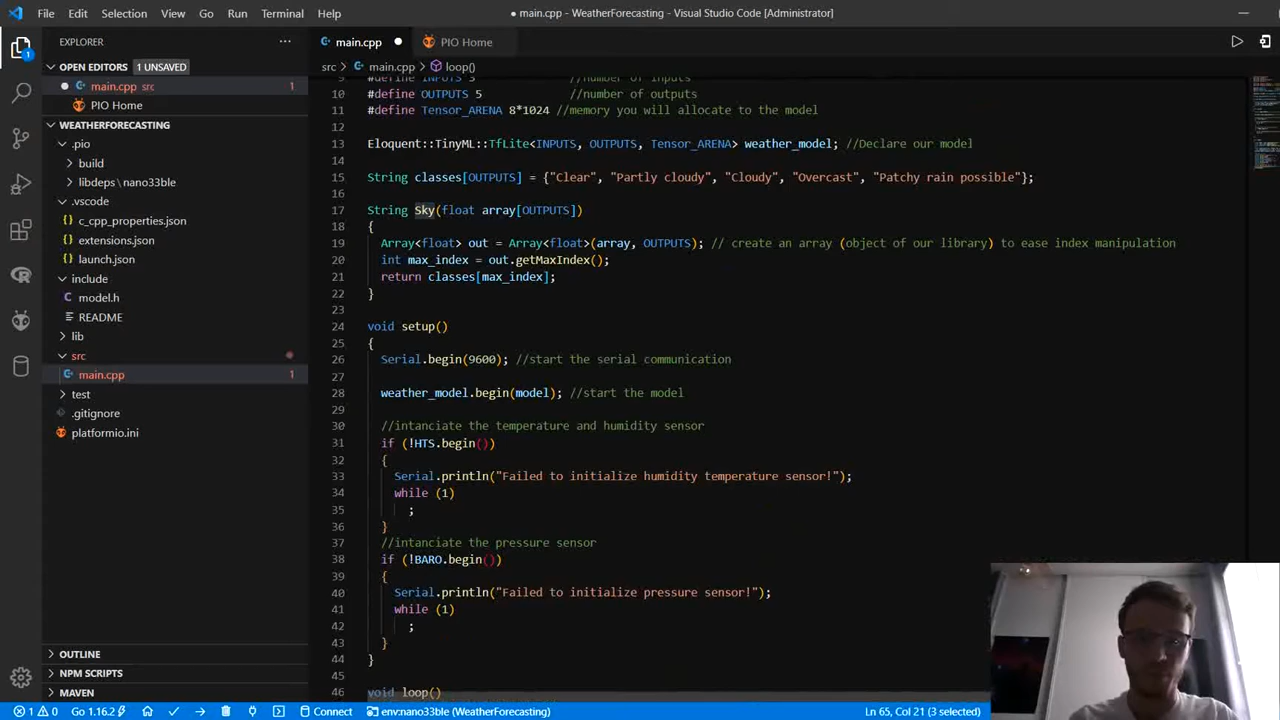 File Edit Selection View Go Run Terminal Help
● main.cpp - WeatherForecasting - Visual Studio Code [Administrator]
EXPLORER
main.cpp
PIO Home
OPEN EDITORS 1 UNSAVED
main.cpp src 1
PIO Home
WEATHERFORECASTING
.pio
build
libdeps\nano33ble
.vscode
c_cpp_properties.json
extensions.json
launch.json
include
model.h
README
lib
src
main.cpp 1
test
.gitignore
platformio.ini
OUTLINE
NPM SCRIPTS
MAVEN
src > main.cpp > loop()
9 #define INPUTS 3 //number of inputs
10 #define OUTPUTS 5 //number of outputs
11 #define Tensor_ARENA 8*1024 //memory you will allocate to the model
12
13 Eloquent::TinyML::TfLite<INPUTS, OUTPUTS, Tensor_ARENA> weather_model; //Declare our model
14
15 String classes[OUTPUTS] = {"Clear", "Partly cloudy", "Cloudy", "Overcast", "Patchy rain possible"};
16
17 String Sky(float array[OUTPUTS])
18 {
19 Array<float> out = Array<float>(array, OUTPUTS); // create an array (object of our library) to ease index manipulation
20 int max_index = out.getMaxIndex();
21 return classes[max_index];
22 }
23
24 void setup()
25 {
26 Serial.begin(9600); //start the serial communication
27
28 weather_model.begin(model); //start the model
29
30 //intanciate the temperature and humidity sensor
31 if (!HTS.begin())
32 {
33 Serial.println("Failed to initialize humidity temperature sensor!");
34 while (1)
35 ;
36 }
37 //intanciate the pressure sensor
38 if (!BARO.begin())
39 {
40 Serial.println("Failed to initialize pressure sensor!");
41 while (1)
42 ;
43 }
44 }
45
46 void loop()
1 0 Go 1.16.2 Connect env:nano33ble (WeatherForecasting) Ln 65, Col 21 (3 selected)